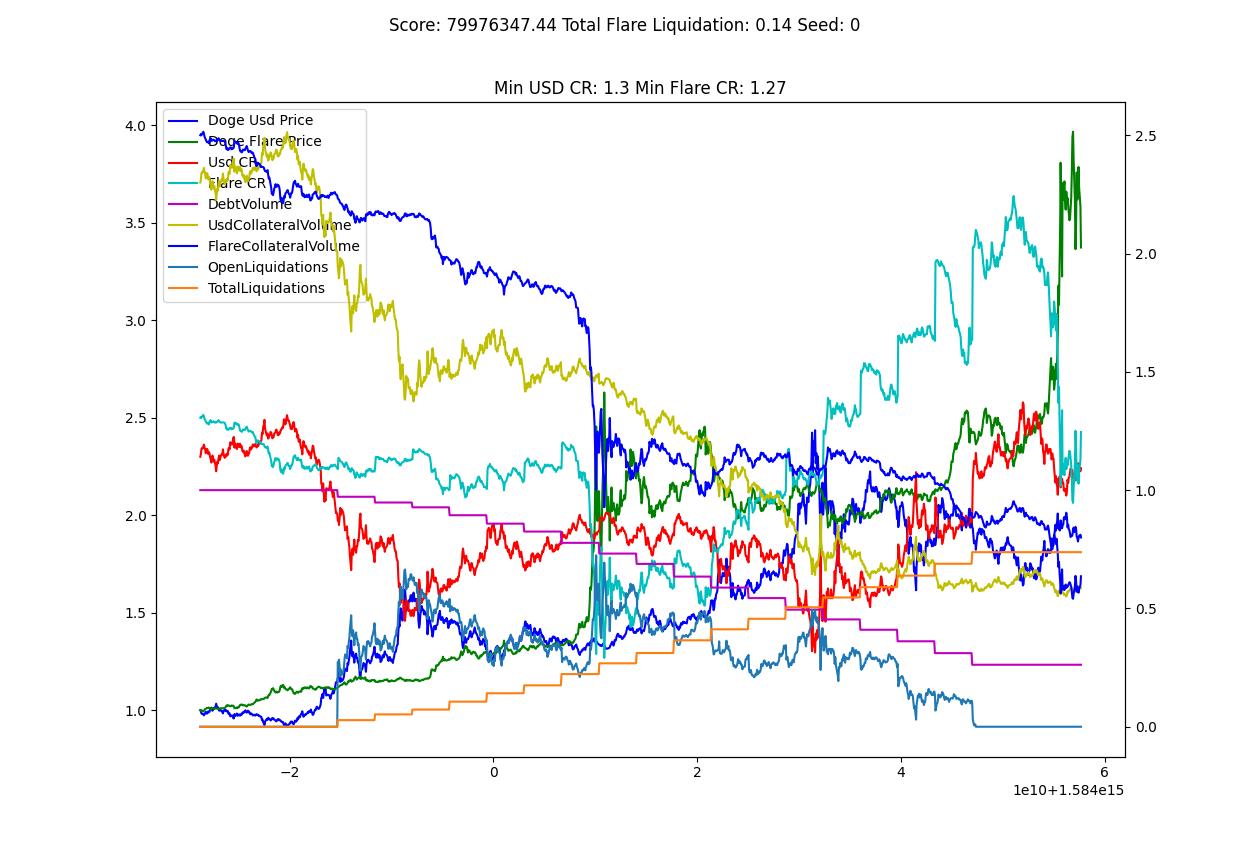 Score: 79976347.44 Total Flare Liquidation: 0.14 Seed: 0
Min USD CR: 1.3 Min Flare CR: 1.27
Doge Usd Price
Doge Flare Price
Usd CR
Flare CR
DebtVolume
UsdCollateralVolume
FlareCollateralVolume
OpenLiquidations
TotalLiquidations
4.0
3.5
3.0
2.5
2.0
1.5
1.0
2.5
2.0
1.5
1.0
0.5
0.0
−2 0 2 4 6
1e10+1.584e15